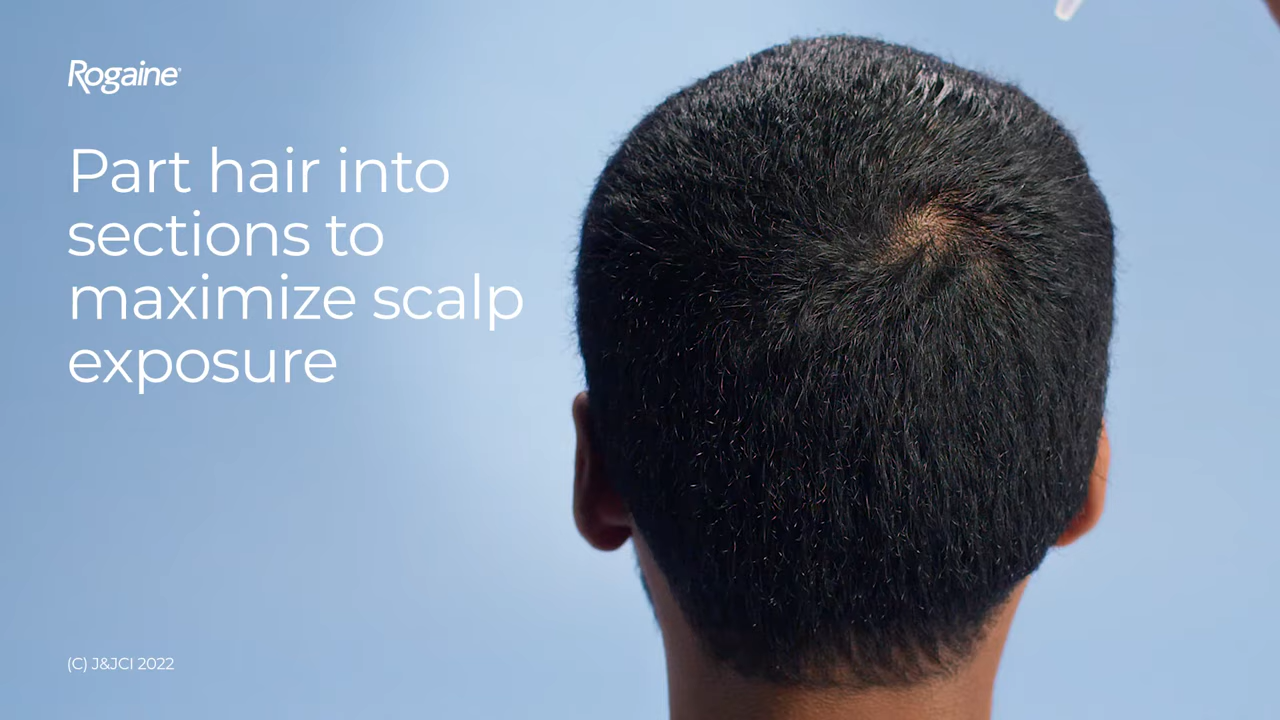 Rogaine®
Part hair into
sections to
maximize scalp
exposure
(C) J&JCI 2022